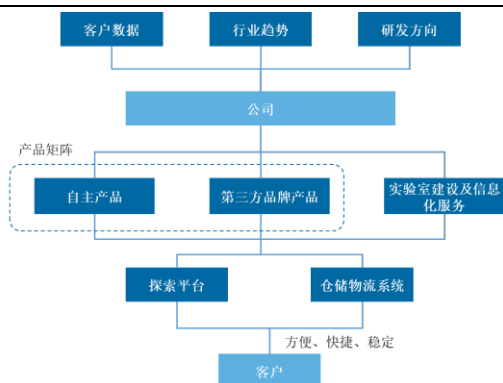 客户数据
行业趋势
研发方向
公司
产品矩阵
自主产品
第三方品牌产品
实验室建设及信息
化服务
探索平台
仓储物流系统
方便、快捷、稳定
客户